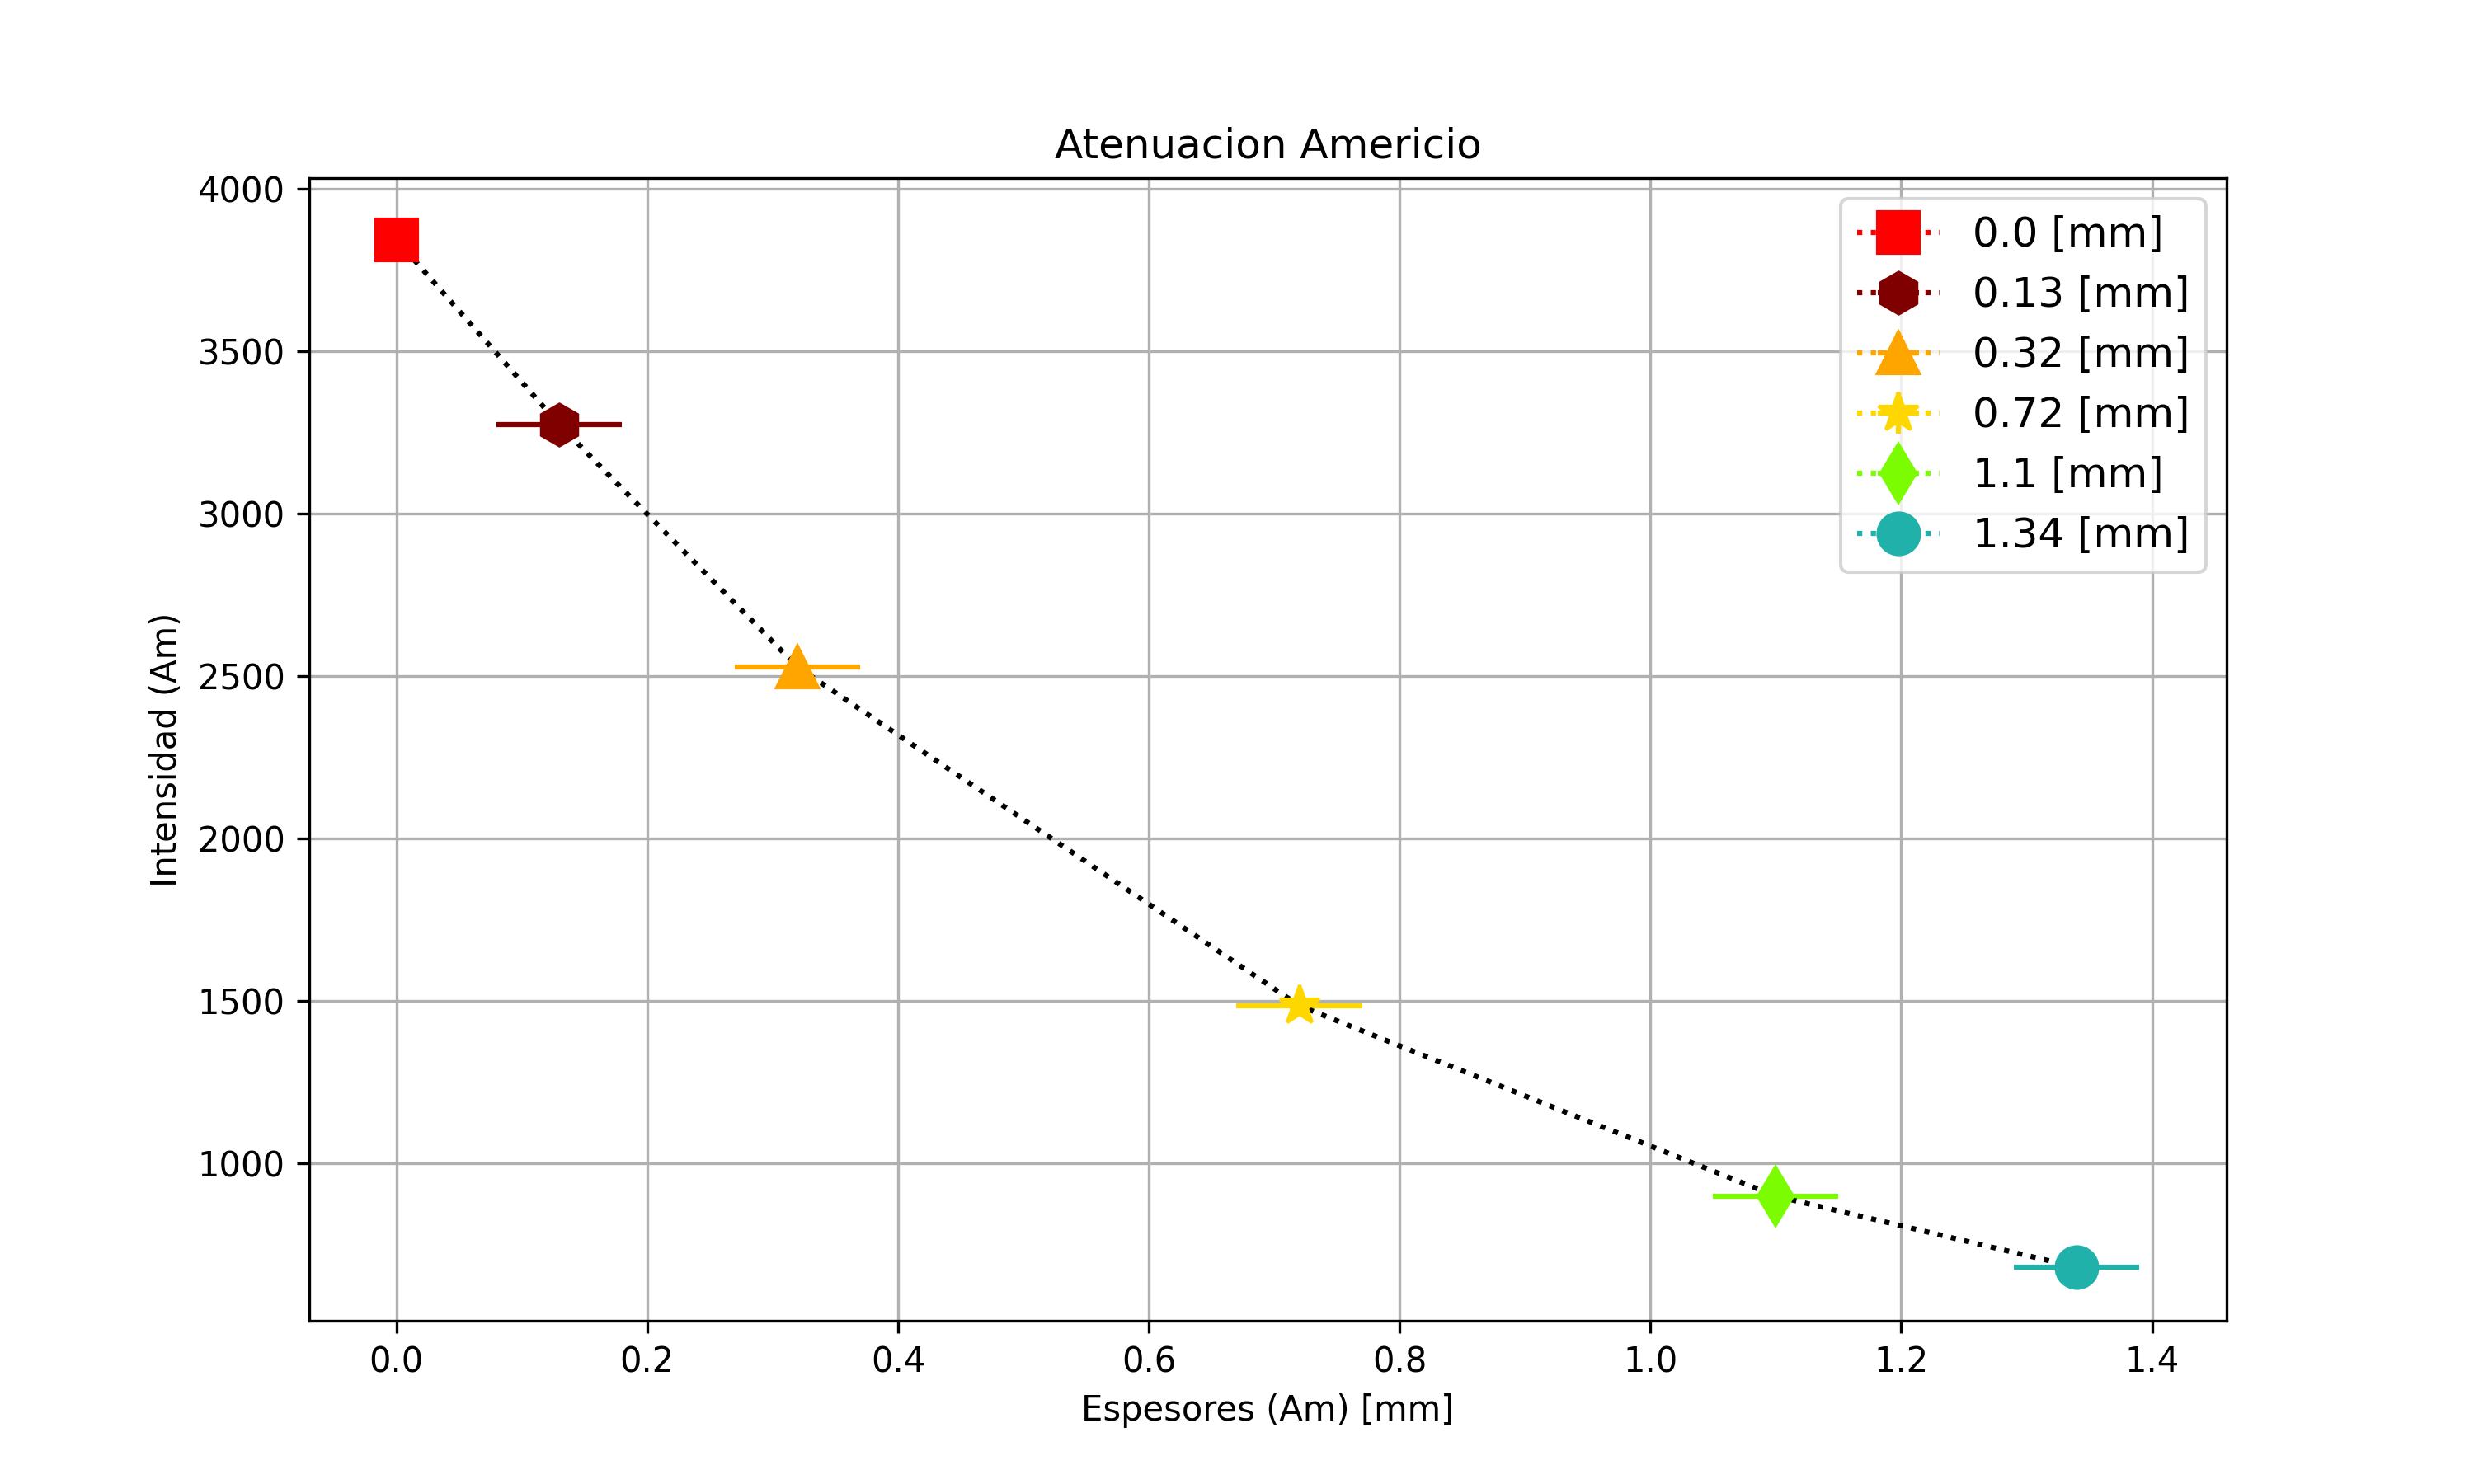 Atenuacion Americio
4000
3500
3000
2500
2000
1500
1000
Intensidad (Am)
0.0 [mm]
0.13 [mm]
0.32 [mm]
0.72 [mm]
1.1 [mm]
1.34 [mm]
0.0 0.2 0.4 0.6 0.8 1.0 1.2 1.4
Espesores (Am) [mm]